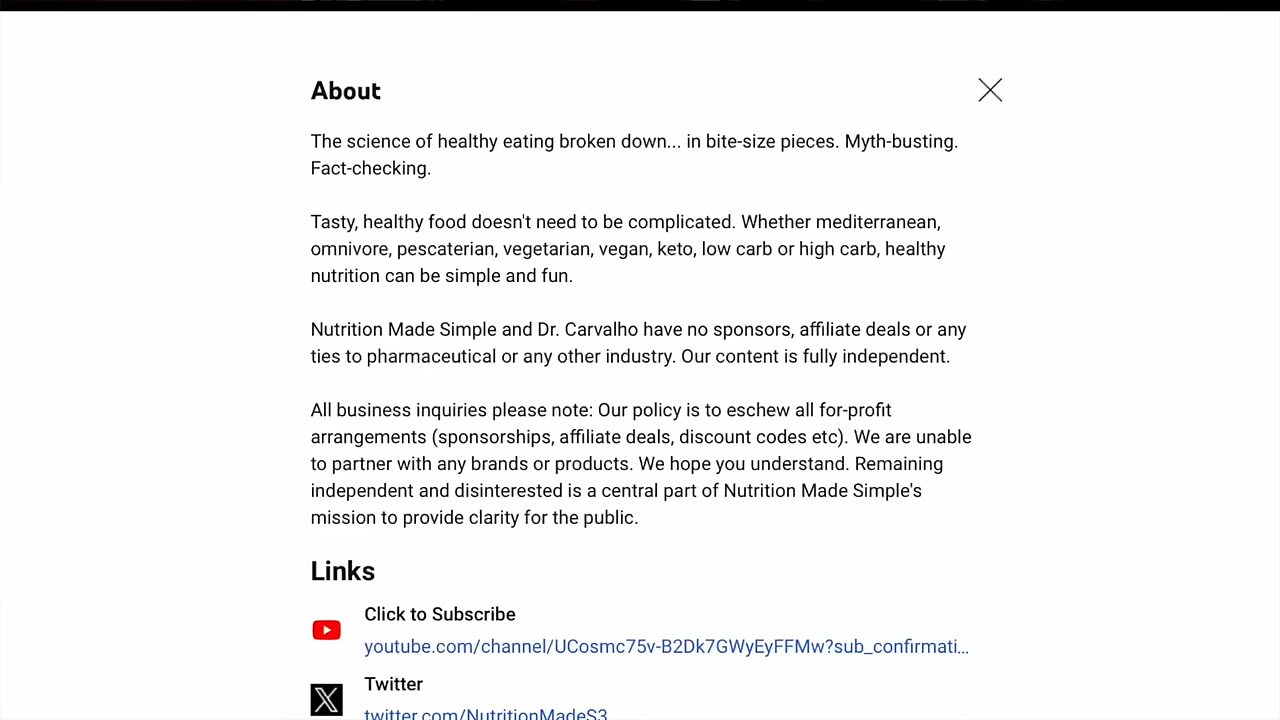 About
The science of healthy eating broken down... in bite-size pieces. Myth-busting.
Fact-checking.
Tasty, healthy food doesn't need to be complicated. Whether mediterranean,
omnivore, pescaterian, vegetarian, vegan, keto, low carb or high carb, healthy
nutrition can be simple and fun.
Nutrition Made Simple and Dr. Carvalho have no sponsors, affiliate deals or any
ties to pharmaceutical or any other industry. Our content is fully independent.
All business inquiries please note: Our policy is to eschew all for-profit
arrangements (sponsorships, affiliate deals, discount codes etc). We are unable
to partner with any brands or products. We hope you understand. Remaining
independent and disinterested is a central part of Nutrition Made Simple's
mission to provide clarity for the public.
Links
Click to Subscribe
youtube.com/channel/UCosmc75v-B2Dk7GWyEyFFMw?sub_confirmati...
Twitter
twitter.com/NutritionMadeS3